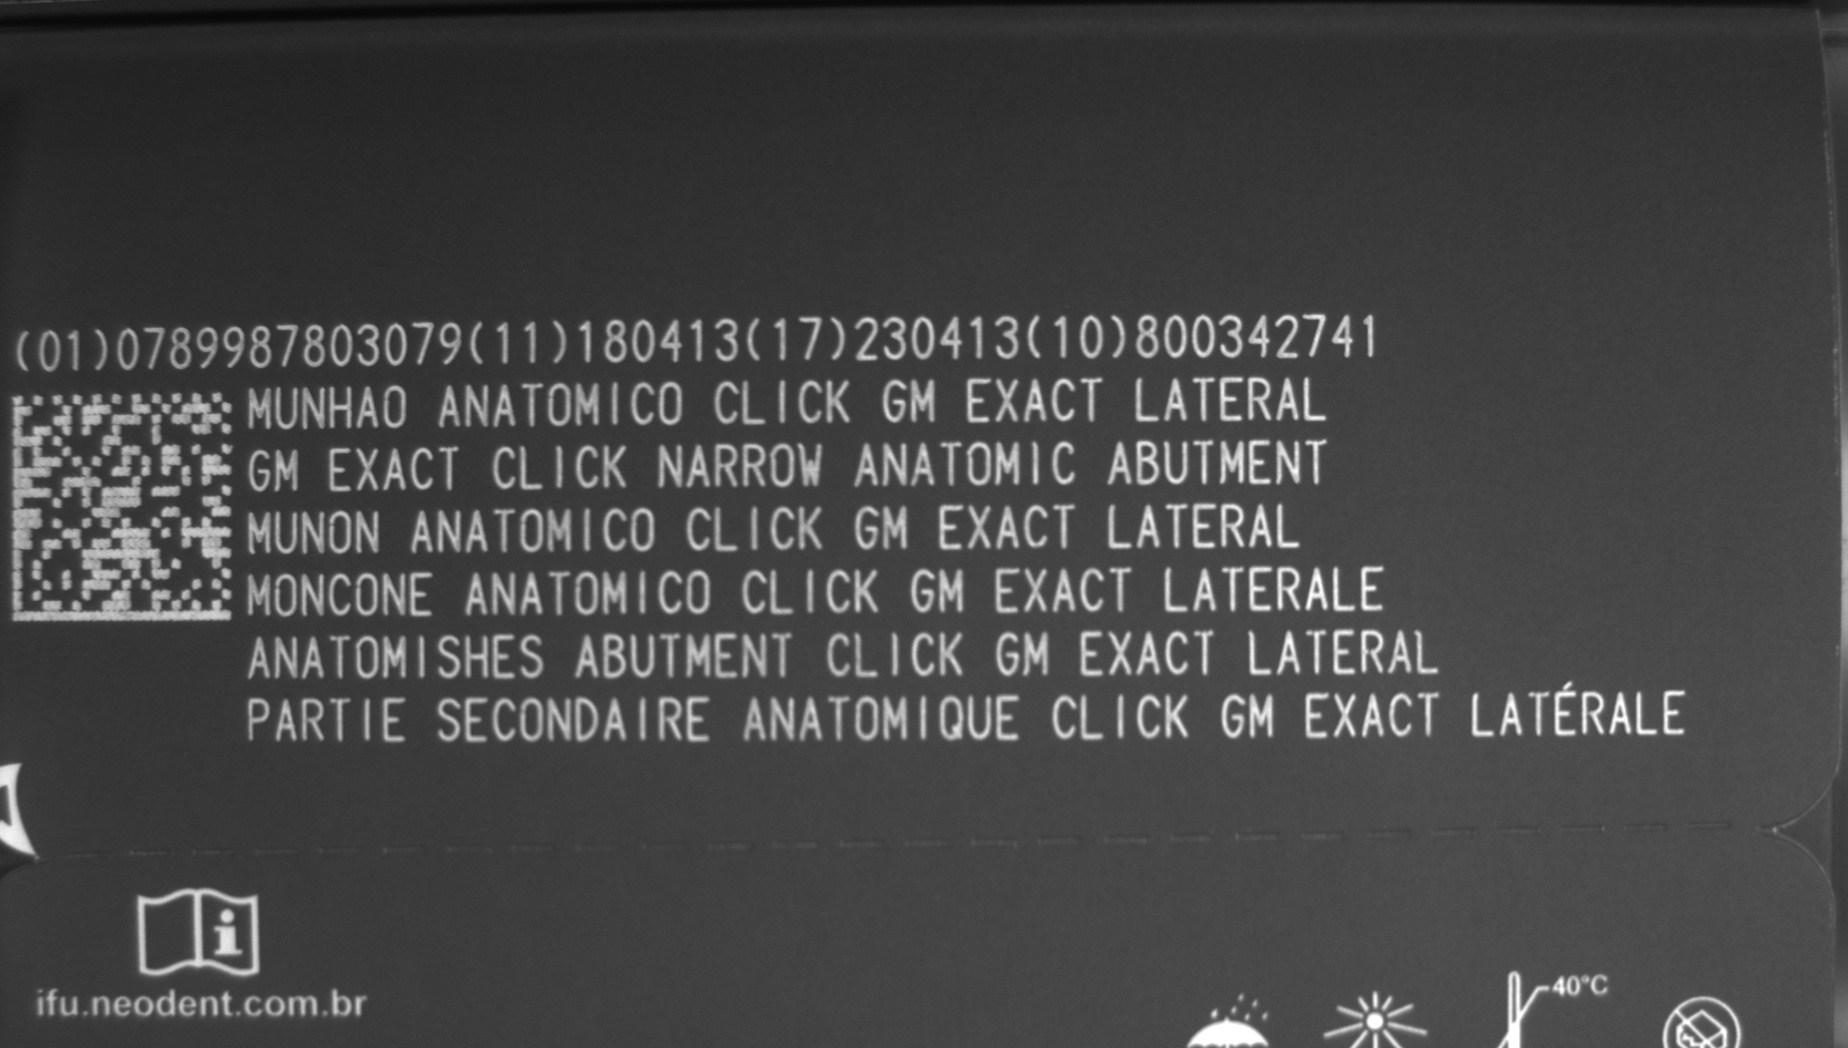 (01)0789987803079(11)180413(17)230413(10)800342741
MUNHAO ANATOMICO CLICK GM EXACT LATERAL
GM EXACT CLICK NARROW ANATOMIC ABUTMENT
MUNON ANATOMICO CLICK GM EXACT LATERAL
MONCONE ANATOMICO CLICK GM EXACT LATERALE
ANATOMISHES ABUTMENT CLICK GM EXACT LATERAL
PARTIE SECONDAIRE ANATOMIQUE CLICK GM EXACT LATÉRALE
ifu.neodent.com.br
40°C